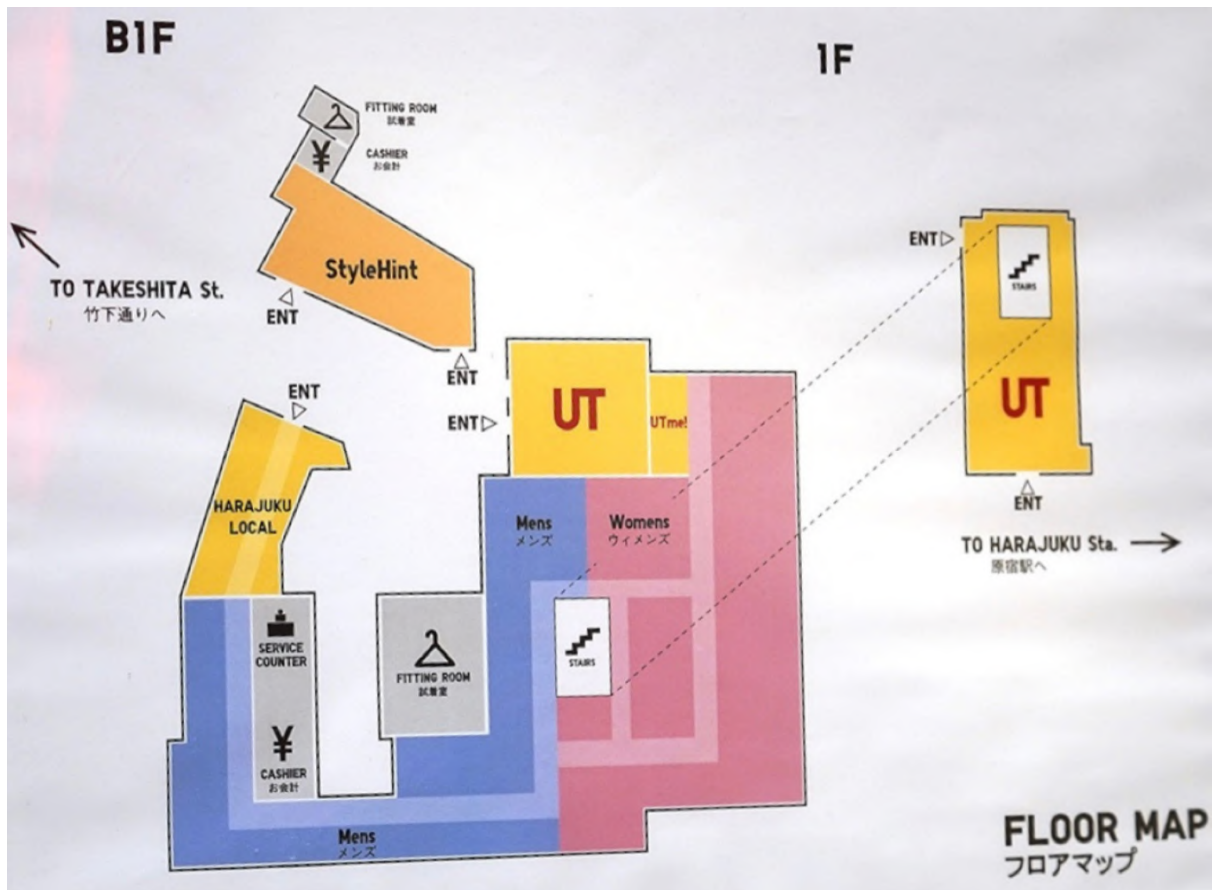 B1F
1F
FITTING ROOM
試着室
¥
CASHIER
お会計
StyleHint
ENT
ENT
TO TAKESHITA St.
竹下通りへ
ENT
ENT
UT
UTme!
HARAJUKU
LOCAL
Mens
メンズ
Womens
ウィメンズ
SERVICE
COUNTER
FITTING ROOM
試着室
STAIRS
¥
CASHIER
お会計
Mens
メンズ
ENT
STAIRS
UT
ENT
TO HARAJUKU Sta.
原宿駅へ
FLOOR MAP
フロアマップ